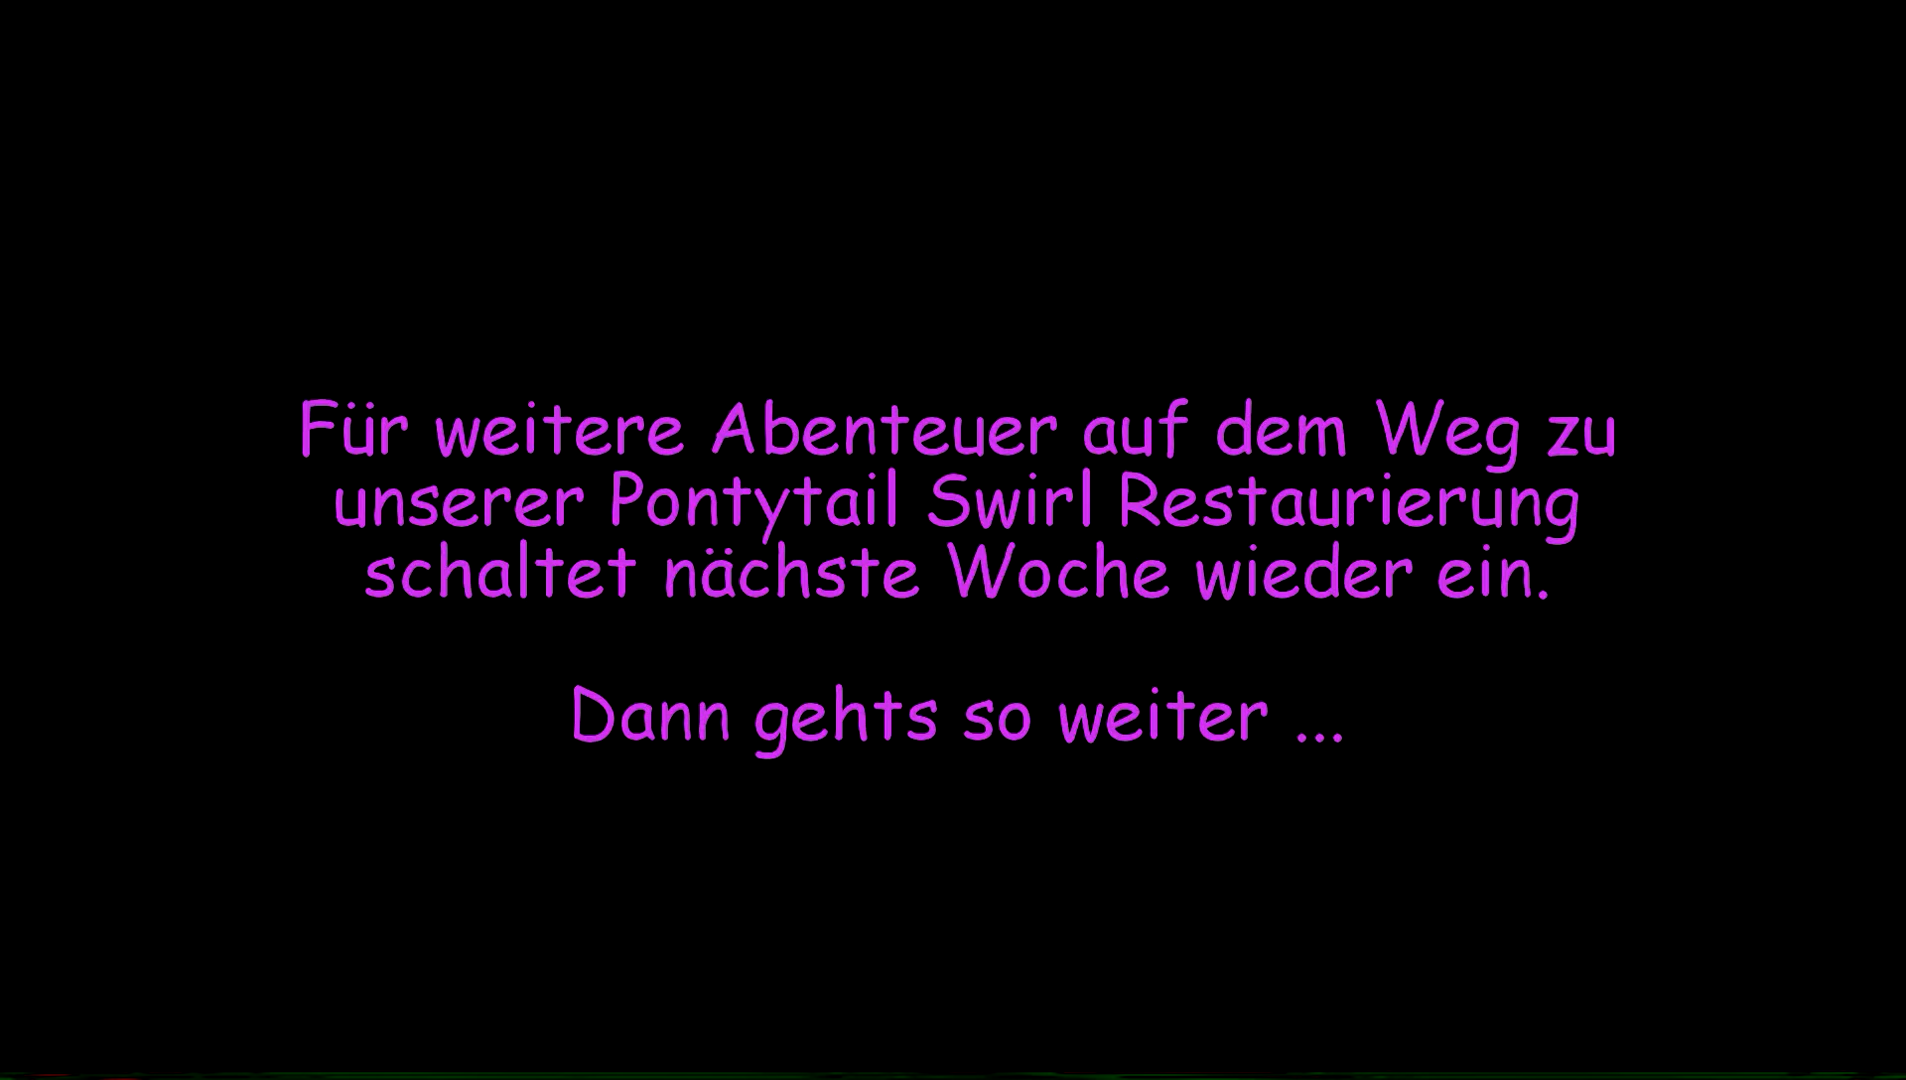 Für weitere Abenteuer auf dem Weg zu
unserer Pontytail Swirl Restaurierung
schaltet nächste Woche wieder ein.
Dann gehts so weiter ...